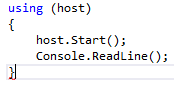 using (host)
{
    host.Start();
    Console.ReadLine();
}